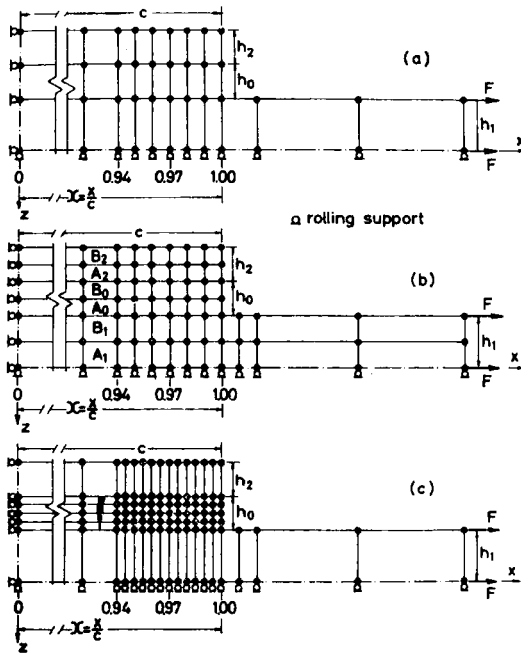 c
h₂
h₀
(a)
F
h₁
x
F
0
0.94
0.97
1.00
χ=x/c
z
Ω rolling support
c
B₂
A₂
B₀
A₀
B₁
A₁
h₂
h₀
(b)
F
h₁
x
F
0
0.94
0.97
1.00
χ=x/c
z
c
h₂
h₀
(c)
F
h₁
x
F
0
0.94
0.97
1.00
χ=x/c
z